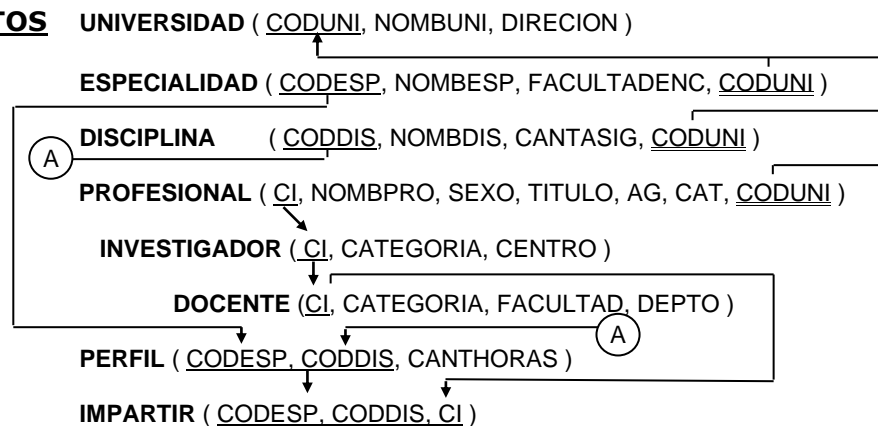 TOS UNIVERSIDAD ( CODUNI, NOMBUNI, DIRECION )
ESPECIALIDAD ( CODESP, NOMBESP, FACULTADENC, CODUNI )
DISCIPLINA ( CODDIS, NOMBDIS, CANTASIG, CODUNI )
A
PROFESIONAL ( CI, NOMBPRO, SEXO, TITULO, AG, CAT, CODUNI )
INVESTIGADOR ( CI, CATEGORIA, CENTRO )
DOCENTE (CI, CATEGORIA, FACULTAD, DEPTO )
A
PERFIL ( CODESP, CODDIS, CANTHORAS )
IMPARTIR ( CODESP, CODDIS, CI )